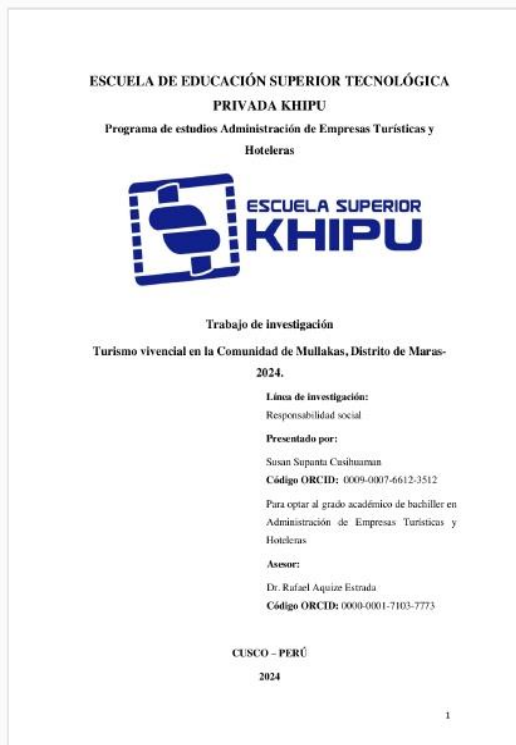 ESCUELA DE EDUCACIÓN SUPERIOR TECNOLÓGICA
PRIVADA KHIPU
Programa de estudios Administración de Empresas Turísticas y
Hoteleras
ESCUELA SUPERIOR
KHIPU
Trabajo de investigación
Turismo vivencial en la Comunidad de Mullakas, Distrito de Maras-
2024.
Línea de investigación:
Responsabilidad social
Presentado por:
Susan Supanta Cusihuaman
Código ORCID: 0009-0007-6612-3512
Para optar al grado académico de bachiller en
Administración de Empresas Turísticas y
Hoteleras
Asesor:
Dr. Rafael Aquize Estrada
Código ORCID: 0000-0001-7103-7773
CUSCO – PERÚ
2024
1